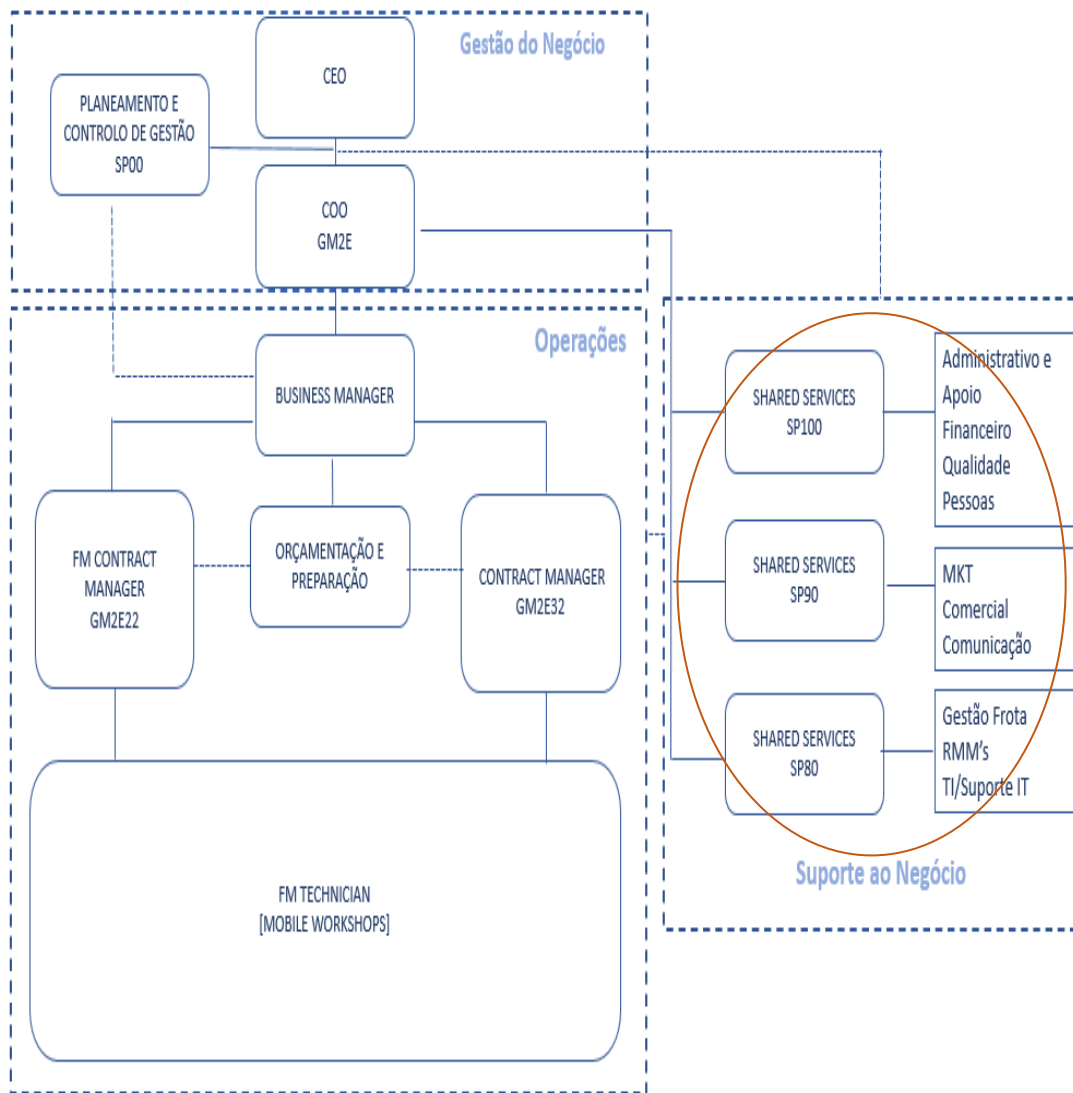 Gestão do Negócio
CEO
PLANEAMENTO E
CONTROLO DE GESTÃO
SP00
COO
GM2E
Operações
BUSINESS MANAGER
FM CONTRACT
MANAGER
GM2E22
ORÇAMENTAÇÃO E
PREPARAÇÃO
CONTRACT MANAGER
GM2E32
FM TECHNICIAN
[MOBILE WORKSHOPS]
SHARED SERVICES
SP100
Administrativo e
Apoio
Financeiro
Qualidade
Pessoas
SHARED SERVICES
SP90
MKT
Comercial
Comunicação
SHARED SERVICES
SP80
Gestão Frota
RMM's
TI/Suporte IT
Suporte ao Negócio